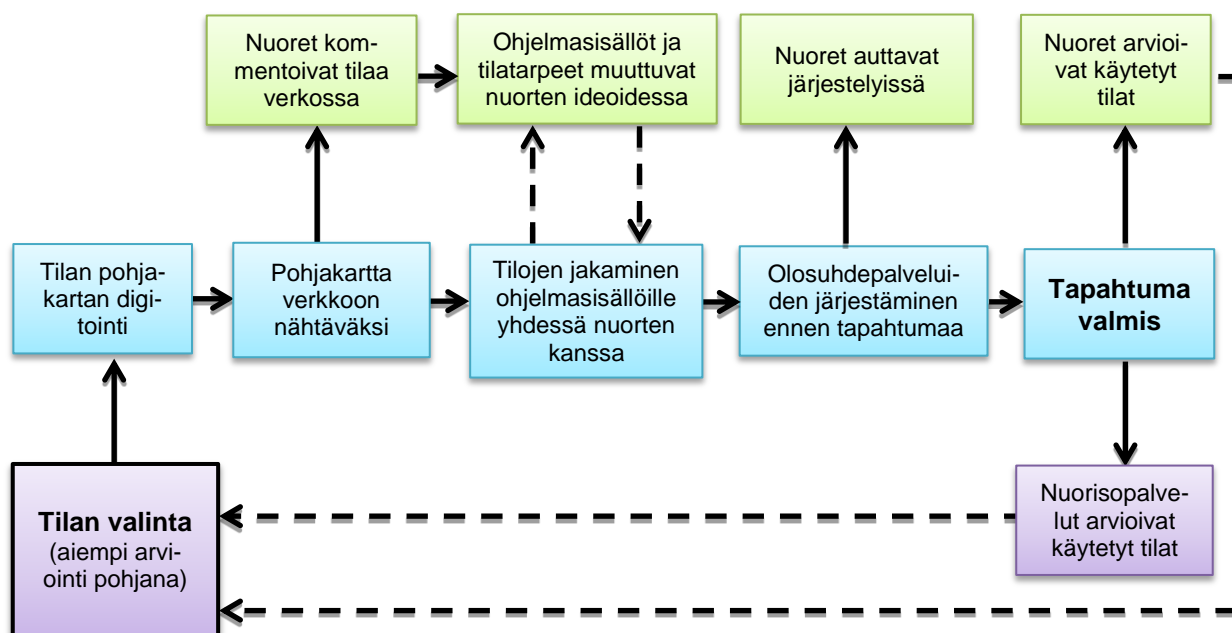 Nuoret kom-
mentoivat tilaa
verkossa
Ohjelmasisällöt ja
tilatarpeet muuttuvat
nuorten ideoidessa
Nuoret auttavat
järjestelyissä
Nuoret arvioi-
vat käytetyt
tilat
Tilan pohja-
kartan digi-
tointi
Pohjakartta
verkkoon
nähtäväksi
Tilojen jakaminen
ohjelmasisällöille
yhdessä nuorten
kanssa
Olosuhdepalvelui-
den järjestäminen
ennen tapahtumaa
Tapahtuma
valmis
Tilan valinta
(aiempi arvi-
ointi pohjana)
Nuorisopalve-
lut arvioivat
käytetyt tilat